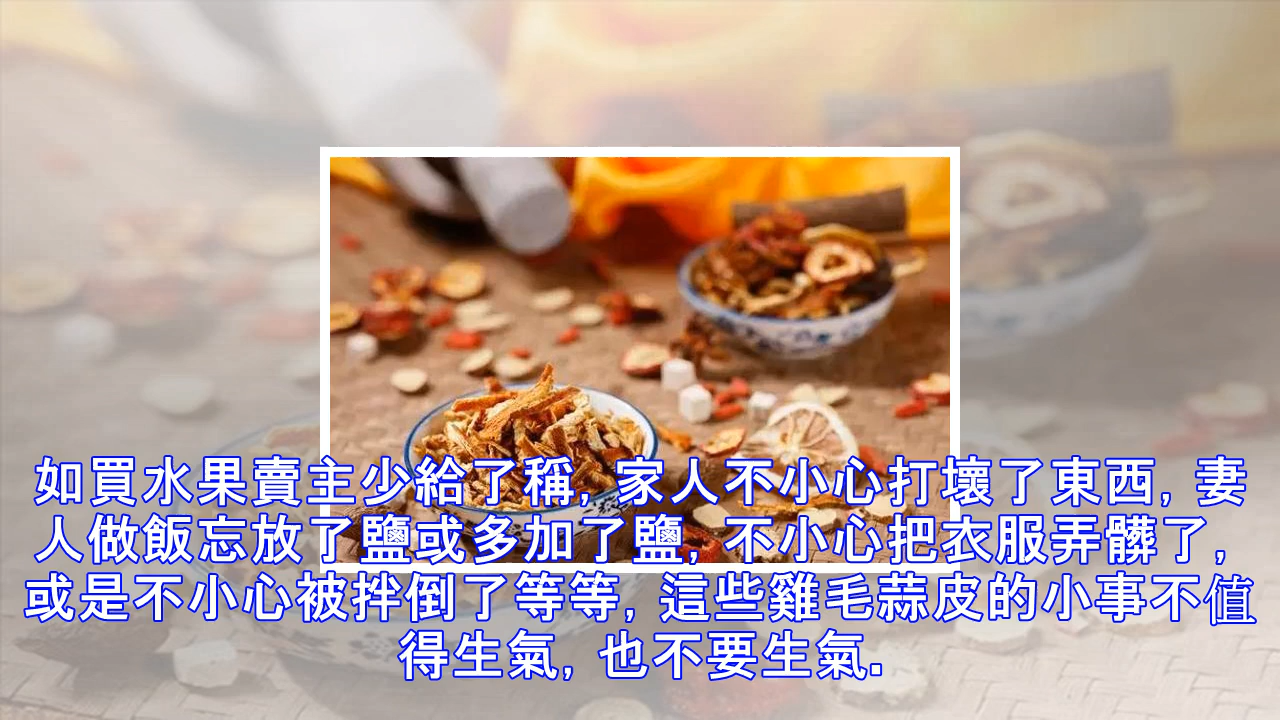 如買水果賣主少給了稱, 家人不小心打壞了東西, 妻
人做飯忘放了鹽或多加了鹽, 不小心把衣服弄髒了,
或是不小心被拌倒了等等, 這些雞毛蒜皮的小事不值
得生氣, 也不要生氣.